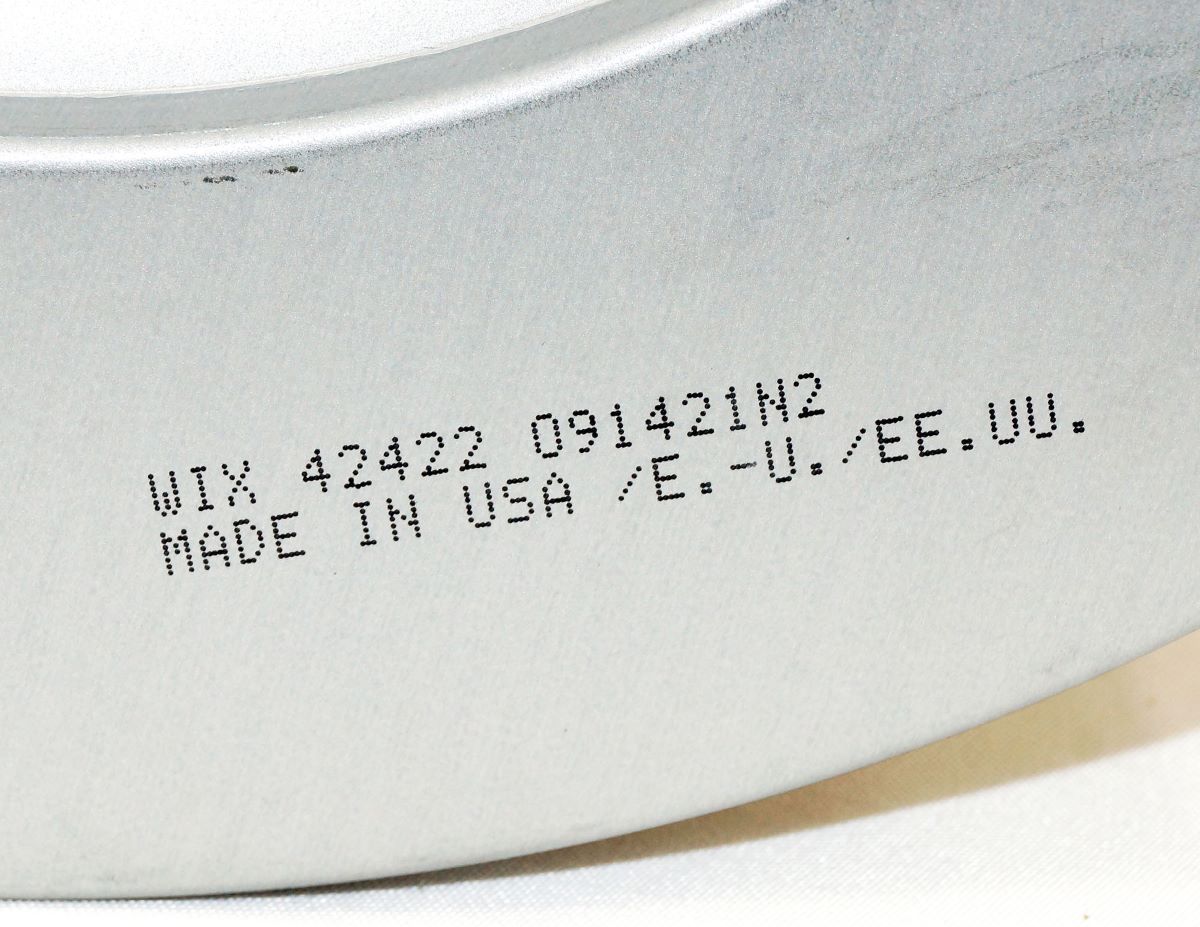 WIX 42422 091421N2
MADE IN USA /E.-U./EE.UU.